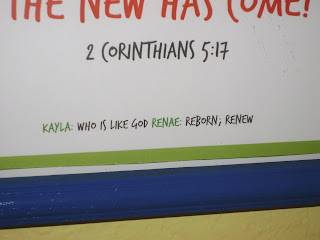 THE NEW HAS COME!
2 CORINTHIANS 5:17
KAYLA: WHO IS LIKE GOD RENAE: REBORN; RENEW